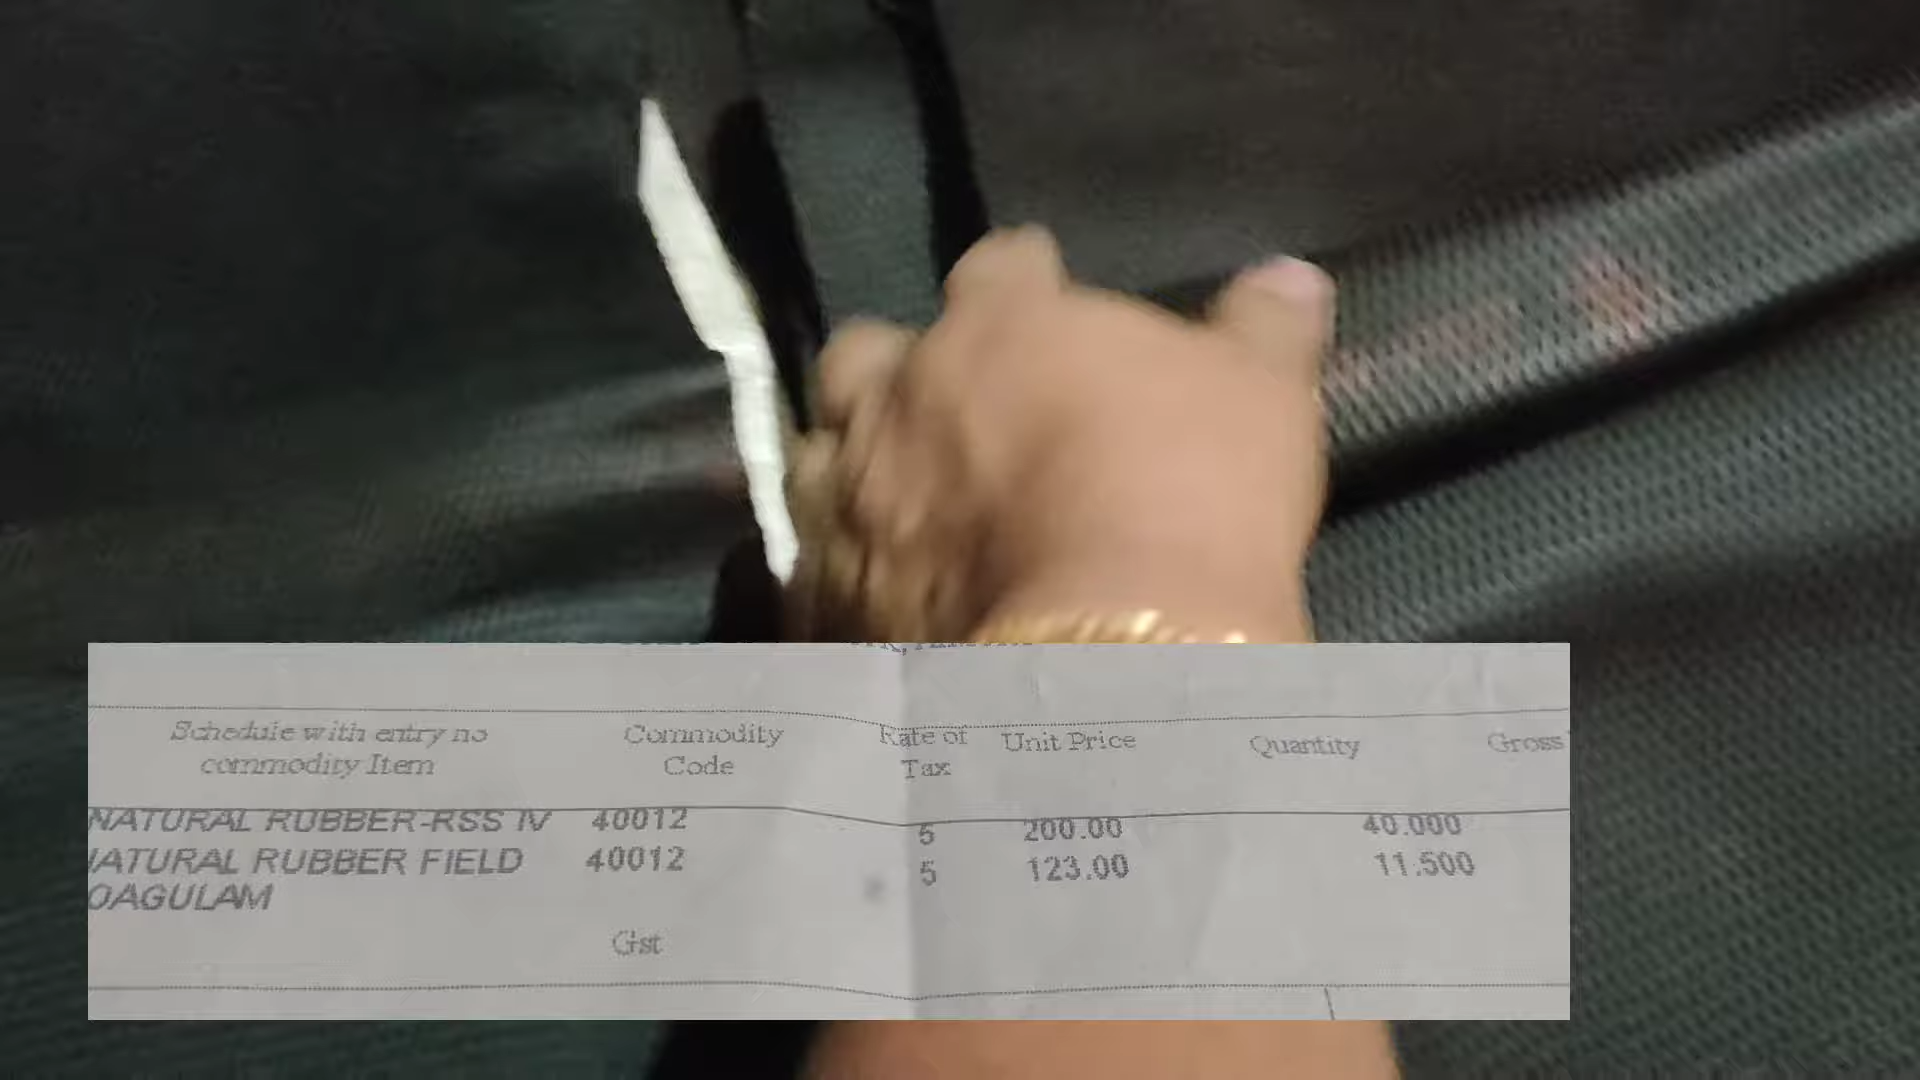 Schedule with entry no Commodity Rate of Unit Price Quantity Gross
commodity Item Code Tax
NATURAL RUBBER-RSS IV 40012 5 200.00 40.000
IATURAL RUBBER FIELD 40012 5 123.00 11.500
OAGULAM
Gst